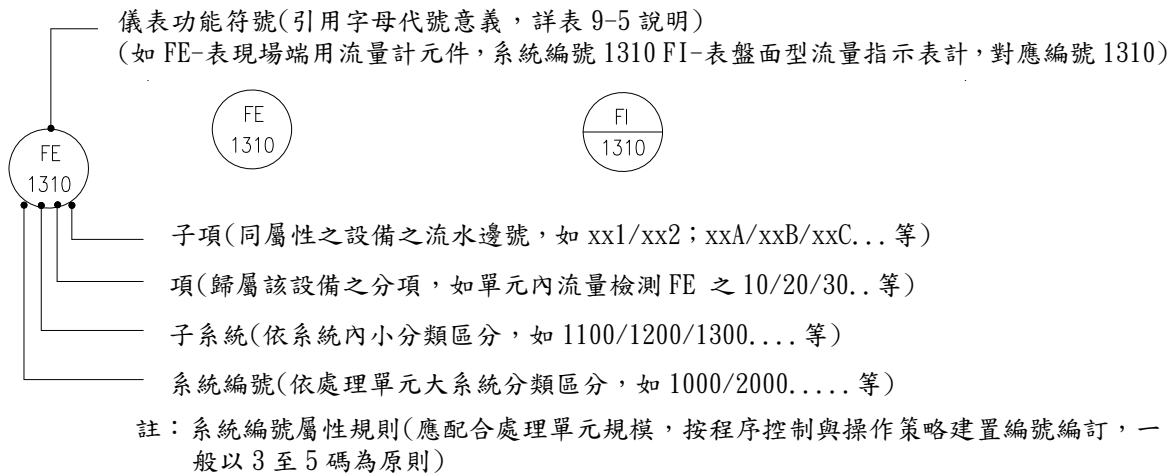 儀表功能符號(引用字母代號意義，詳表 9-5 說明)
(如 FE-表現場端用流量計元件,系統編號 1310 FI-表盤面型流量指示表計,對應編號 1310)
FE
1310
FI
1310
FE
1310
子項(同屬性之設備之流水邊號，如 xx1/xx2；xxA/xxB/xxC...等)
項(歸屬該設備之分項，如單元內流量檢測 FE 之 10/20/30..等)
子系統(依系統內小分類區分，如 1100/1200/1300....等)
系統編號(依處理單元大系統分類區分，如 1000/2000.....等)
註：系統編號屬性規則(應配合處理單元規模，按程序控制與操作策略建置編號編訂，一
般以 3 至 5 碼為原則)